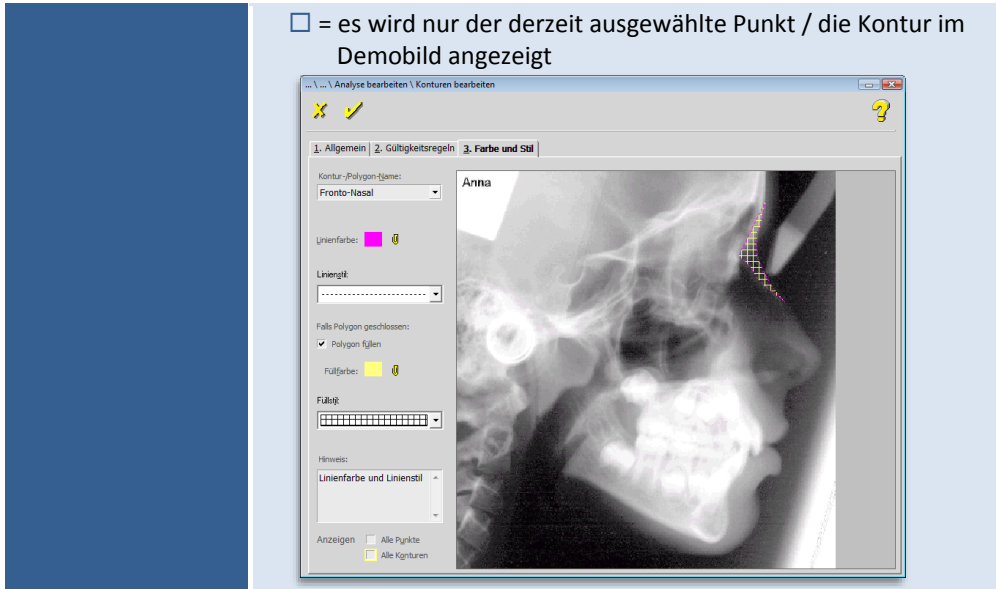 ☐ = es wird nur der derzeit ausgewählte Punkt / die Kontur im
Demobild angezeigt
... \ ... \ Analyse bearbeiten \ Konturen bearbeiten
1. Allgemein 2. Gültigkeitsregeln 3. Farbe und Stil
Kontur-/Polygon-Name:
Fronto-Nasal
Anna
Linienfarbe:
Linienstil:
Falls Polygon geschlossen:
Polygon füllen
Füllfarbe:
Füllstil:
Hinweis:
Linienfarbe und Linienstil
Anzeigen Alle Punkte
Alle Konturen